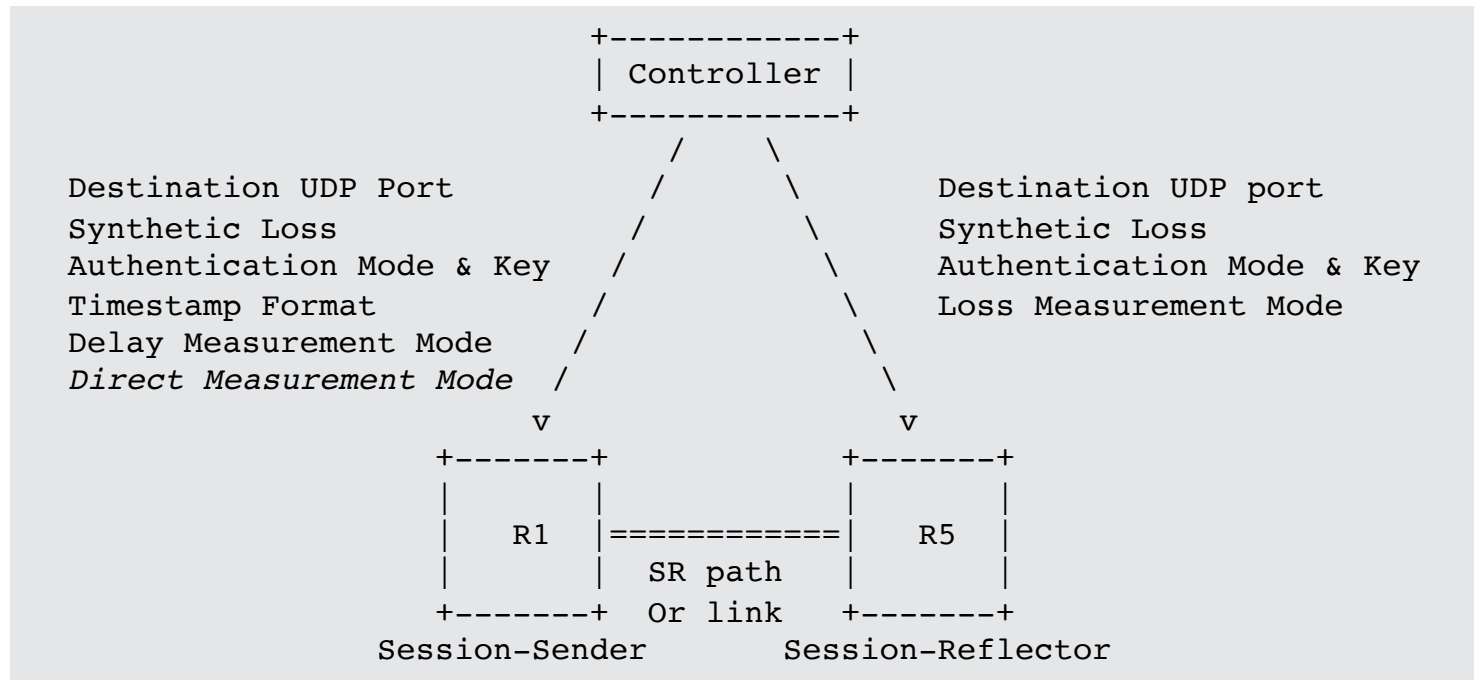 Controller
Destination UDP Port
Synthetic Loss
Authentication Mode & Key
Timestamp Format
Delay Measurement Mode
Direct Measurement Mode
Destination UDP port
Synthetic Loss
Authentication Mode & Key
Loss Measurement Mode
v
v
R1
R5
SR path
Or link
Session-Sender
Session-Reflector